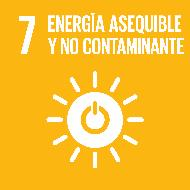 7 ENERGÍA ASEQUIBLE
Y NO CONTAMINANTE